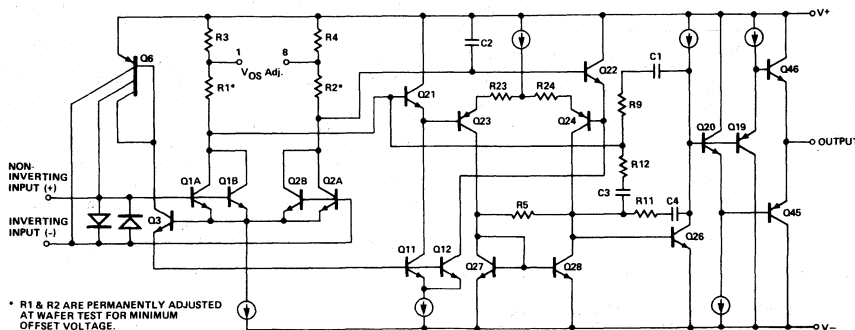 V+
Q6
R3
1
8
R4
C2
VOS Adj.
R1*
R2*
Q21
Q22
C1
Q46
R23
R24
R9
Q23
Q24
Q20
Q19
OUTPUT
R12
NON-
INVERTING
INPUT (+)
Q1A
Q1B
Q2B
Q2A
C3
Q3
R5
R11
C4
Q45
INVERTING
INPUT (–)
Q11
Q12
Q27
Q28
Q26
* R1 & R2 ARE PERMANENTLY ADJUSTED
AT WAFER TEST FOR MINIMUM
OFFSET VOLTAGE.
V–